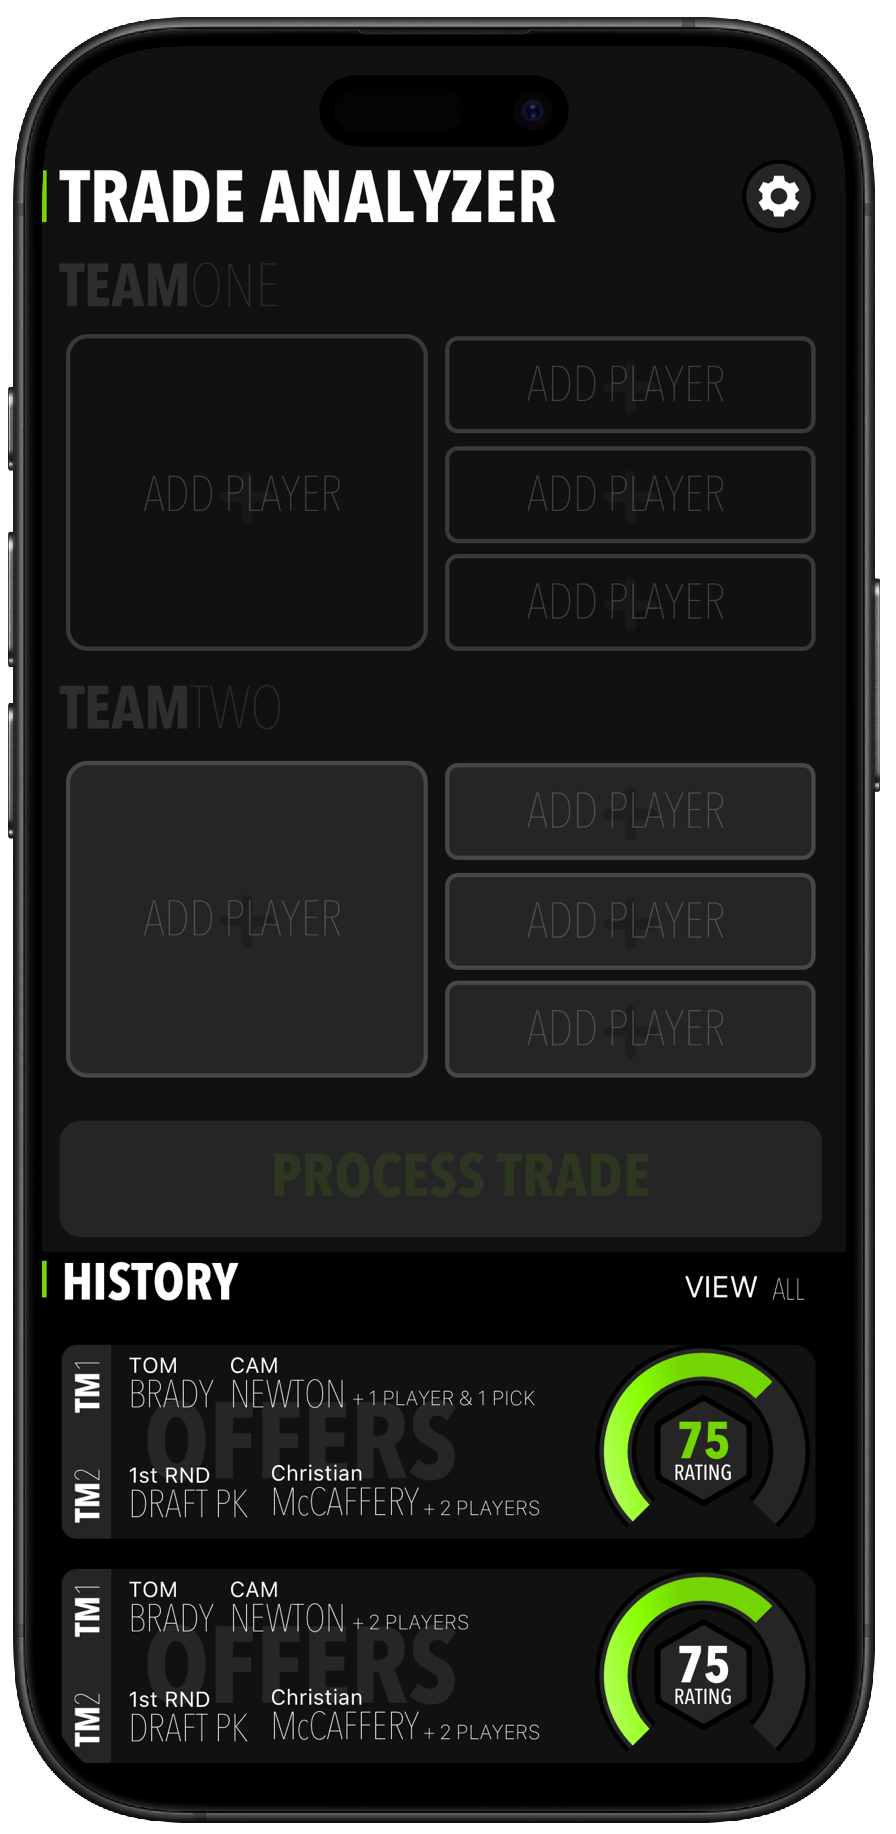 TRADE ANALYZER
TEAMONE
ADD PLAYER
ADD PLAYER
ADD PLAYER
ADD PLAYER
TEAMTWO
ADD PLAYER
ADD PLAYER
ADD PLAYER
ADD PLAYER
PROCESS TRADE
HISTORY
VIEW ALL
TM1
TOM CAM
BRADY NEWTON + 1 PLAYER & 1 PICK
OFFERS
TM2
1st RND Christian
DRAFT PK McCAFFERY + 2 PLAYERS
75
RATING
TM1
TOM CAM
BRADY NEWTON + 2 PLAYERS
OFFERS
TM2
1st RND Christian
DRAFT PK McCAFFERY + 2 PLAYERS
75
RATING